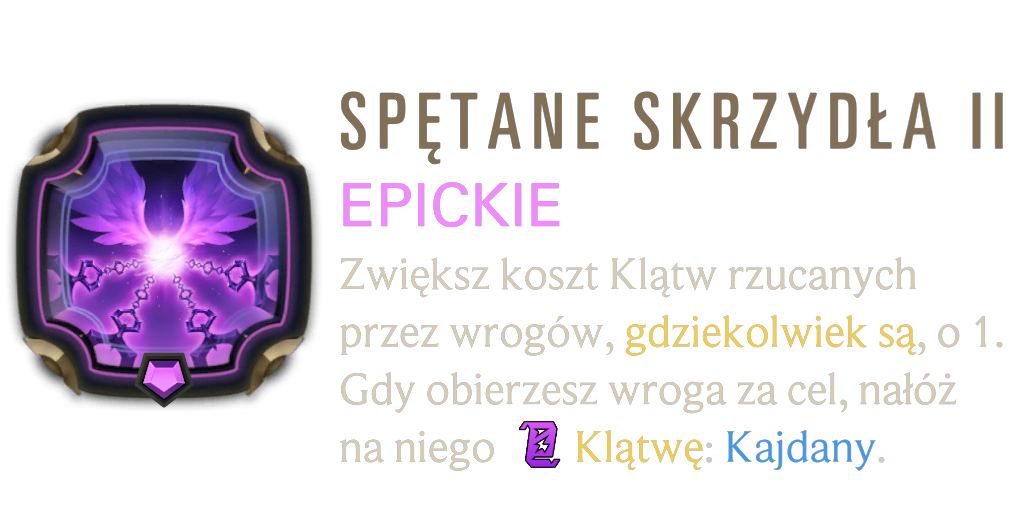 SPĘTANE SKRZYDŁA II
EPICKIE
Zwiększ koszt Klątw rzucanych
przez wrogów, gdziekolwiek są, o 1.
Gdy obierzesz wroga za cel, nałóż
na niego Klątwę: Kajdany.